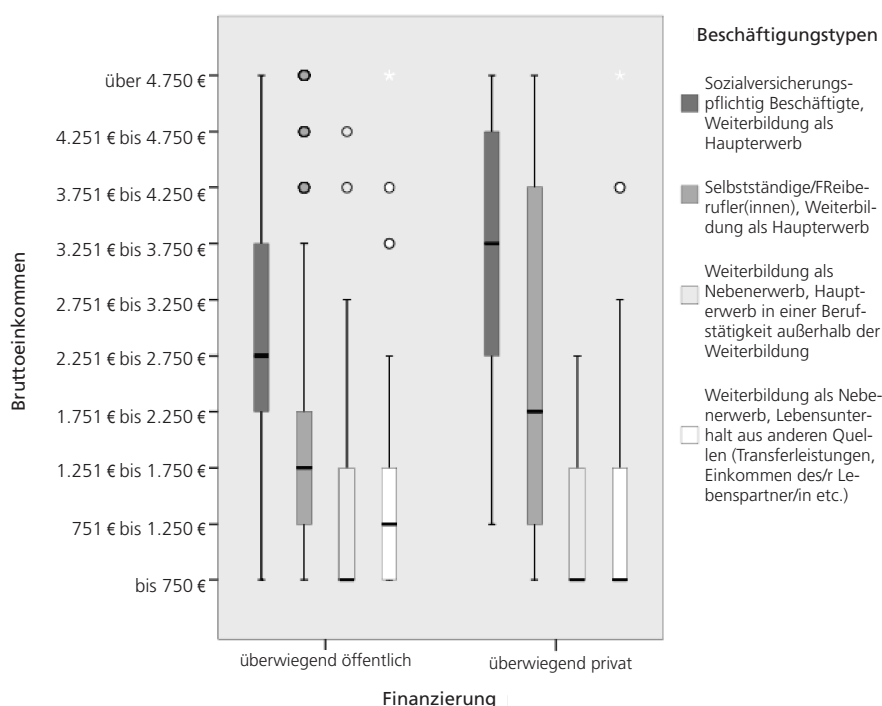 Beschäftigungstypen
Sozialversicherungs-
pflichtig Beschäftigte,
Weiterbildung als
Haupterwerb
Selbstständige/FReibe-
rufler(innen), Weiterbil-
dung als Haupterwerb
Weiterbildung als
Nebenerwerb, Haupt-
erwerb in einer Beruf-
stätigkeit außerhalb der
Weiterbildung
Weiterbildung als Nebe-
nerwerb, Lebensunter-
halt aus anderen Quel-
len (Transferleistungen,
Einkommen des/r Le-
benspartner/in etc.)
Bruttoeinkommen
über 4.750 €
4.251 € bis 4.750 €
3.751 € bis 4.250 €
3.251 € bis 3.750 €
2.751 € bis 3.250 €
2.251 € bis 2.750 €
1.751 € bis 2.250 €
1.251 € bis 1.750 €
751 € bis 1.250 €
bis 750 €
überwiegend öffentlich
überwiegend privat
Finanzierung